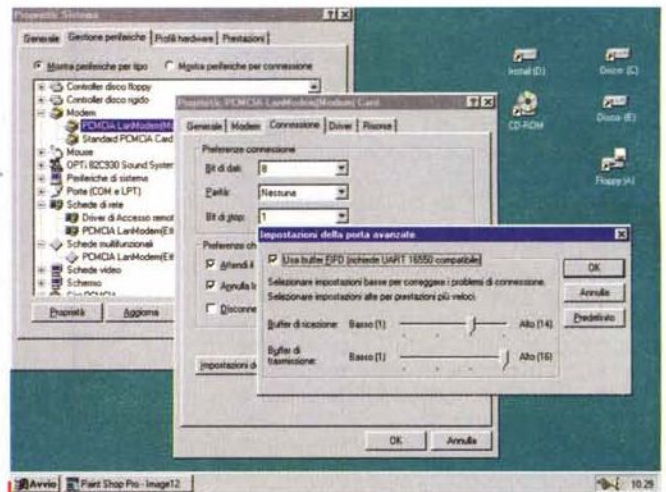 Proprietà: Sistema
Generale Gestione periferiche Profili hardware Prestazioni
Mostra periferiche per tipo Mostra periferiche per connessione
Controller disco floppy
Controller disco rigido
Modem
PCMCIA LanModem(Mo
Standard PCMCIA Card
Mouse
OPTi 82C930 Sound System
Periferiche di sistema
Porte (COM e LPT)
Schede di rete
Driver di Accesso remot
PCMCIA LanModem(Eth
Schede multifunzionali
PCMCIA LanModem(Eth
Schede video
Schermo
Proprietà Aggiorna
Proprietà: PCMCIA LanModem(Modem) Card
Generale Modem Connessione Driver Risorse
Preferenze connessione
Bit di dati: 8
Parità: Nessuna
Bit di stop: 1
Preferenze ch
Attendi il
Annulla la
Disconne
Impostazioni de
OK Annulla
Impostazioni della porta avanzate
Usa buffer FIFO (richiede UART 16550 compatibile)
Selezionare impostazioni basse per correggere i problemi di connessione.
Selezionare impostazioni alte per prestazioni più veloci.
Buffer di ricezione: Basso (1) Alto (14)
Buffer di
trasmissione: Basso (1) Alto (16)
OK
Annulla
Predefinito
Install (D:)
Disco (C:)
CD-ROM
Disco (E:)
Floppy (A:)
Avvio Paint Shop Pro - Image12 10.29